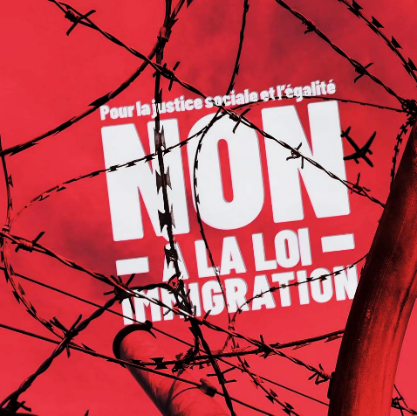 Pour la justice sociale et l'égalité
NON
- À LA LOI -
IMMIGRATION